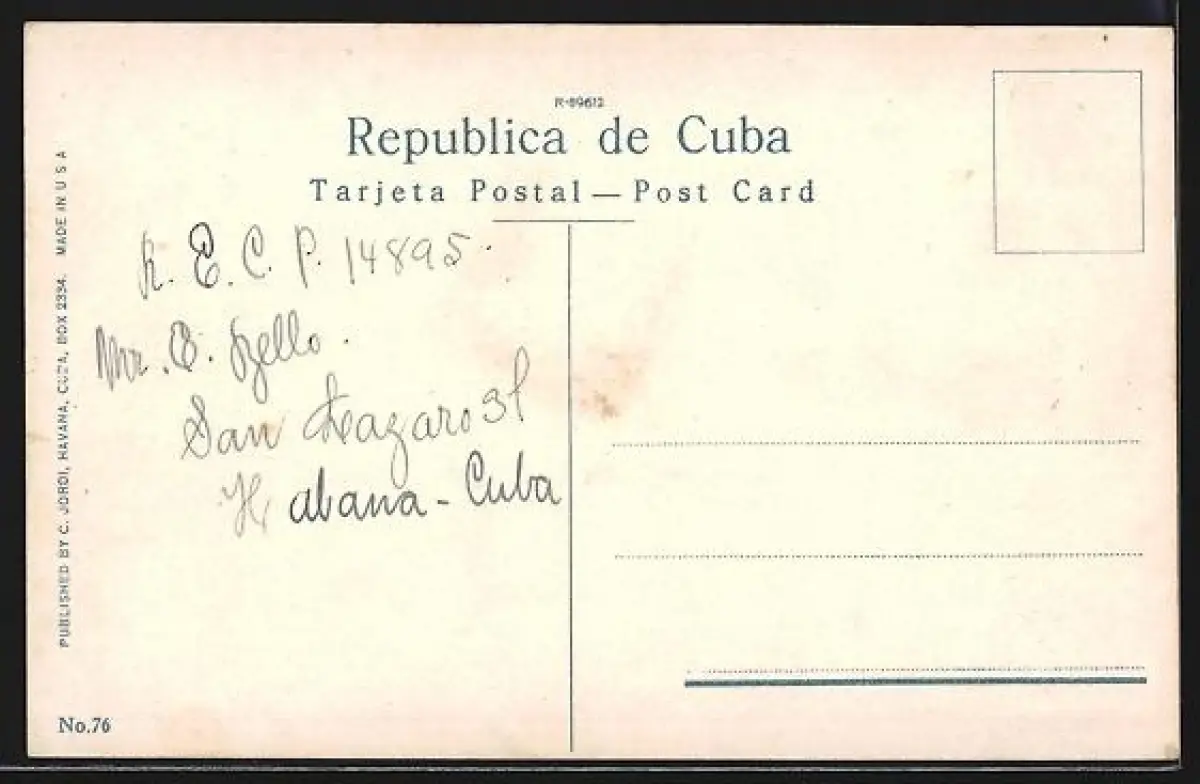 R-89612
Republica de Cuba
Tarjeta Postal — Post Card
R. E. C. P. 14895.
Mr. E. Bello.
San Lazaro 31
Habana - Cuba
PUBLISHED BY C. JORDI, HAVANA, CUBA, BOX 2334. MADE IN U S A
No.76